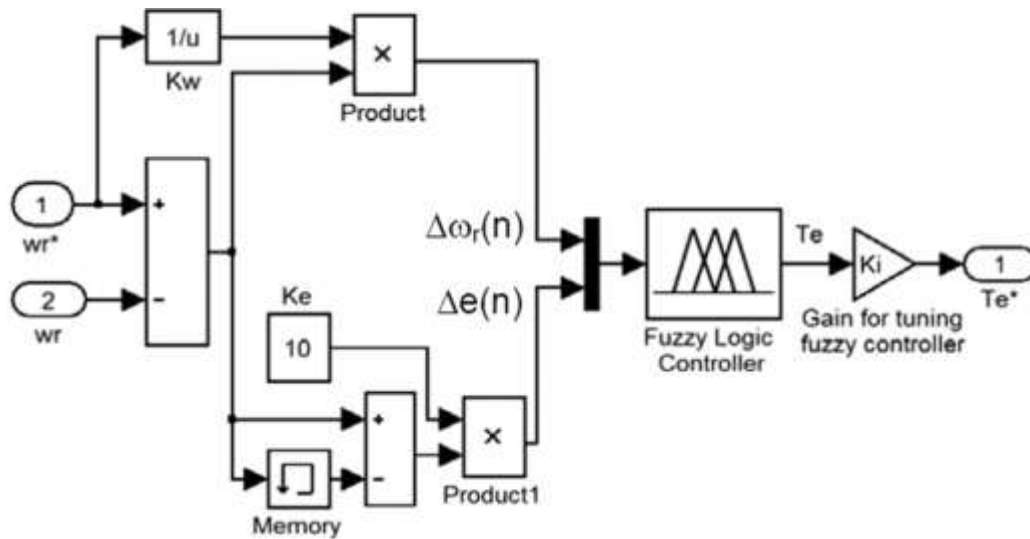 1/u
Kw
×
Product
1
wr*
+
−
2
wr
Δωr(n)
Δe(n)
Ke
10
+
−
Memory
×
Product1
Fuzzy Logic
Controller
Te
Ki
Gain for tuning
fuzzy controller
1
Te*